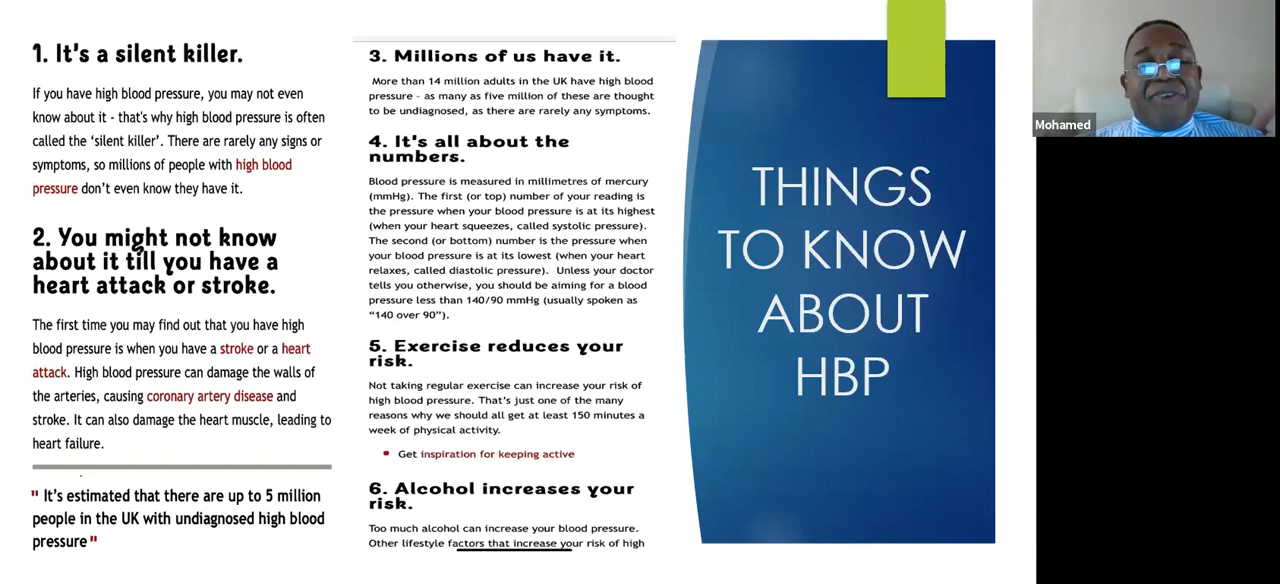 1. It's a silent killer.
If you have high blood pressure, you may not even
know about it - that's why high blood pressure is often
called the ‘silent killer’. There are rarely any signs or
symptoms, so millions of people with high blood
pressure don’t even know they have it.
2. You might not know
about it till you have a
heart attack or stroke.
The first time you may find out that you have high
blood pressure is when you have a stroke or a heart
attack. High blood pressure can damage the walls of
the arteries, causing coronary artery disease and
stroke. It can also damage the heart muscle, leading to
heart failure.
" It’s estimated that there are up to 5 million
people in the UK with undiagnosed high blood
pressure "
3. Millions of us have it.
More than 14 million adults in the UK have high blood
pressure – as many as five million of these are thought
to be undiagnosed, as there are rarely any symptoms.
4. It's all about the
numbers.
Blood pressure is measured in millimetres of mercury
(mmHg). The first (or top) number of your reading is
the pressure when your blood pressure is at its highest
(when your heart squeezes, called systolic pressure).
The second (or bottom) number is the pressure when
your blood pressure is at its lowest (when your heart
relaxes, called diastolic pressure). Unless your doctor
tells you otherwise, you should be aiming for a blood
pressure less than 140/90 mmHg (usually spoken as
“140 over 90”).
5. Exercise reduces your
risk.
Not taking regular exercise can increase your risk of
high blood pressure. That’s just one of the many
reasons why we should all get at least 150 minutes a
week of physical activity.
• Get inspiration for keeping active
6. Alcohol increases your
risk.
Too much alcohol can increase your blood pressure.
Other lifestyle factors that increase your risk of high
THINGS
TO KNOW
ABOUT
HBP
Mohamed